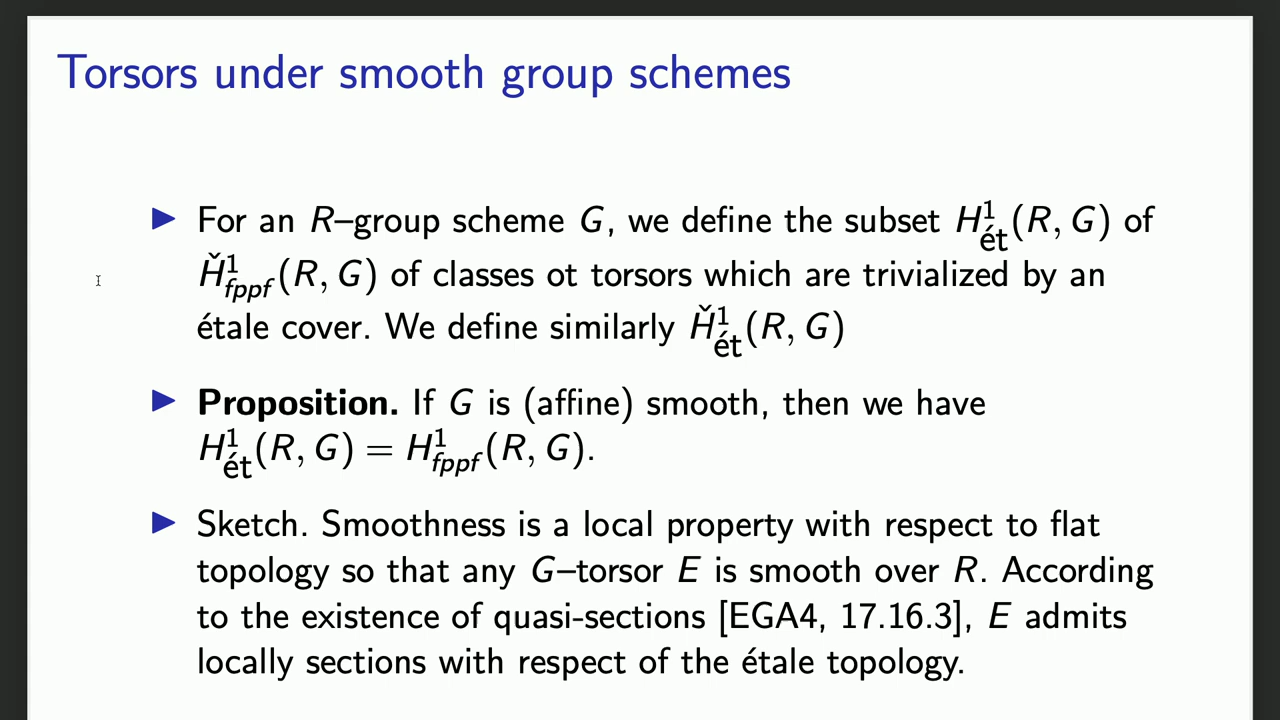 Torsors under smooth group schemes
▶ For an R–group scheme G, we define the subset H¹_ét(R, G) of
Ȟ¹_fppf(R, G) of classes ot torsors which are trivialized by an
étale cover. We define similarly Ȟ¹_ét(R, G)
▶ Proposition. If G is (affine) smooth, then we have
H¹_ét(R, G) = H¹_fppf(R, G).
▶ Sketch. Smoothness is a local property with respect to flat
topology so that any G–torsor E is smooth over R. According
to the existence of quasi-sections [EGA4, 17.16.3], E admits
locally sections with respect of the étale topology.